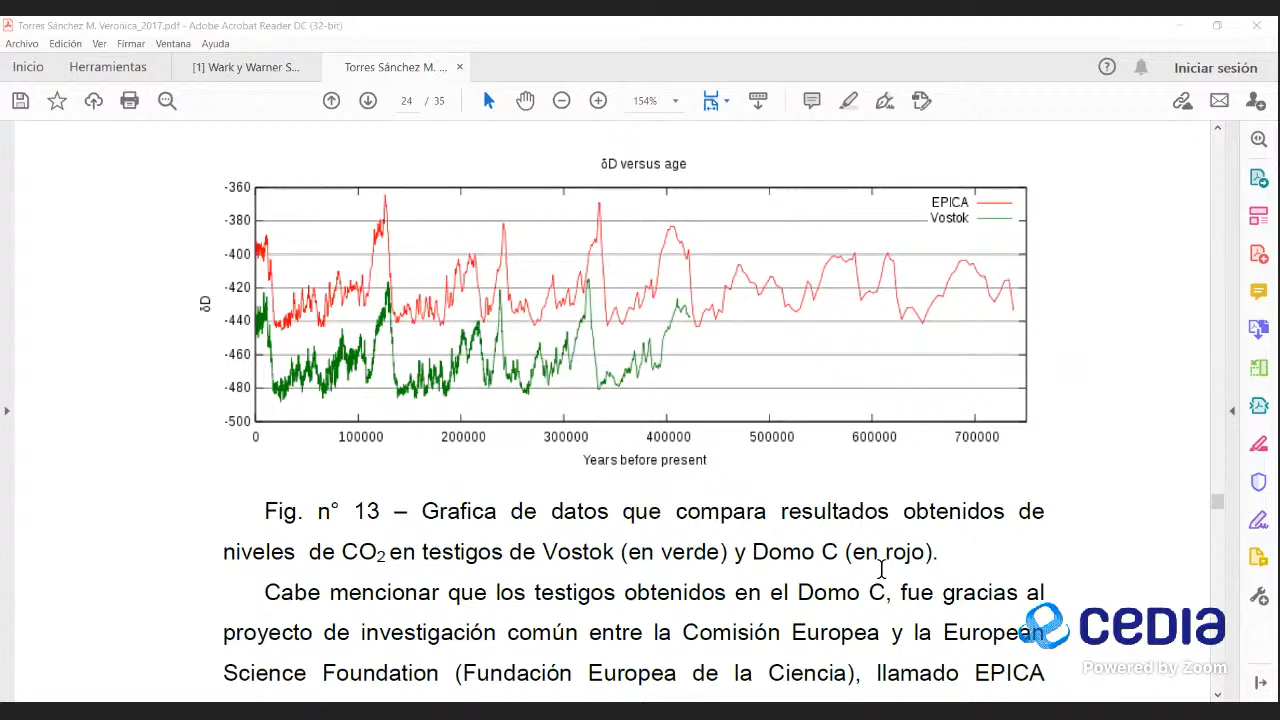 Torres Sánchez M. Veronica_2017.pdf - Adobe Acrobat Reader DC (32-bit)
Archivo Edición Ver Firmar Ventana Ayuda
Inicio Herramientas [1] Wark y Warner S... Torres Sánchez M. ... × Iniciar sesión
24 / 35 154%
δD versus age
-360
-380
-400
-420
-440
-460
-480
-500
δD
EPICA
Vostok
0 100000 200000 300000 400000 500000 600000 700000
Years before present
Fig. n° 13 – Grafica de datos que compara resultados obtenidos de
niveles de CO2 en testigos de Vostok (en verde) y Domo C (en rojo).
Cabe mencionar que los testigos obtenidos en el Domo C, fue gracias al
proyecto de investigación común entre la Comisión Europea y la European
Science Foundation (Fundación Europea de la Ciencia), llamado EPICA
cedia
Powered by Zoom